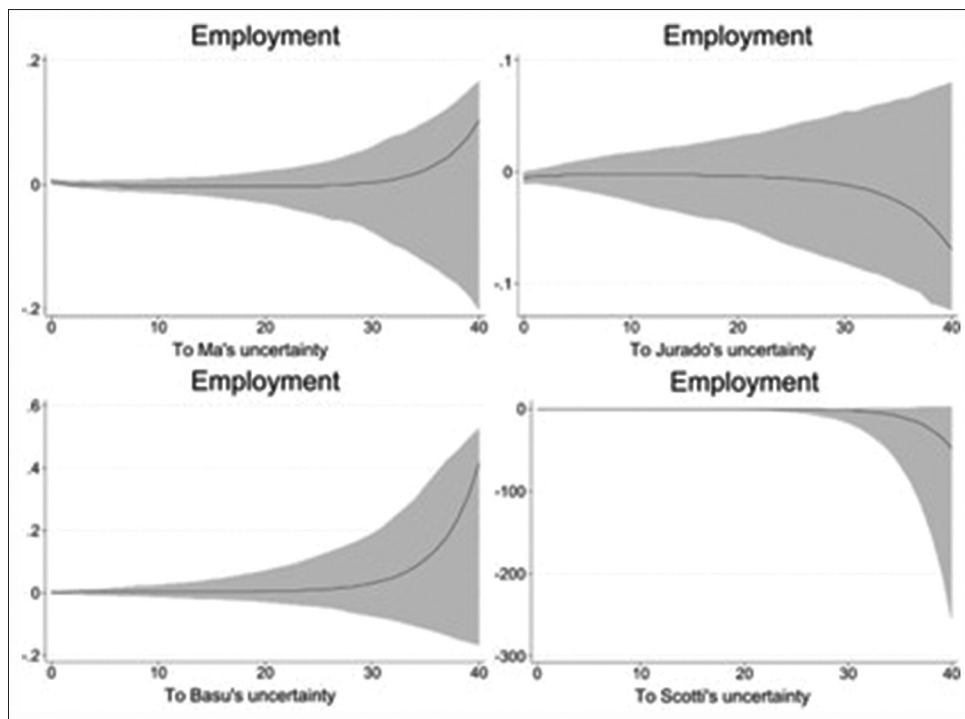 Employment
.2
0
-.2
0 10 20 30 40
To Ma's uncertainty
Employment
.1
0
-.1
0 10 20 30 40
To Jurado's uncertainty
Employment
.6
.4
.2
0
-.2
0 10 20 30 40
To Basu's uncertainty
Employment
0
-100
-200
-300
0 10 20 30 40
To Scotti's uncertainty